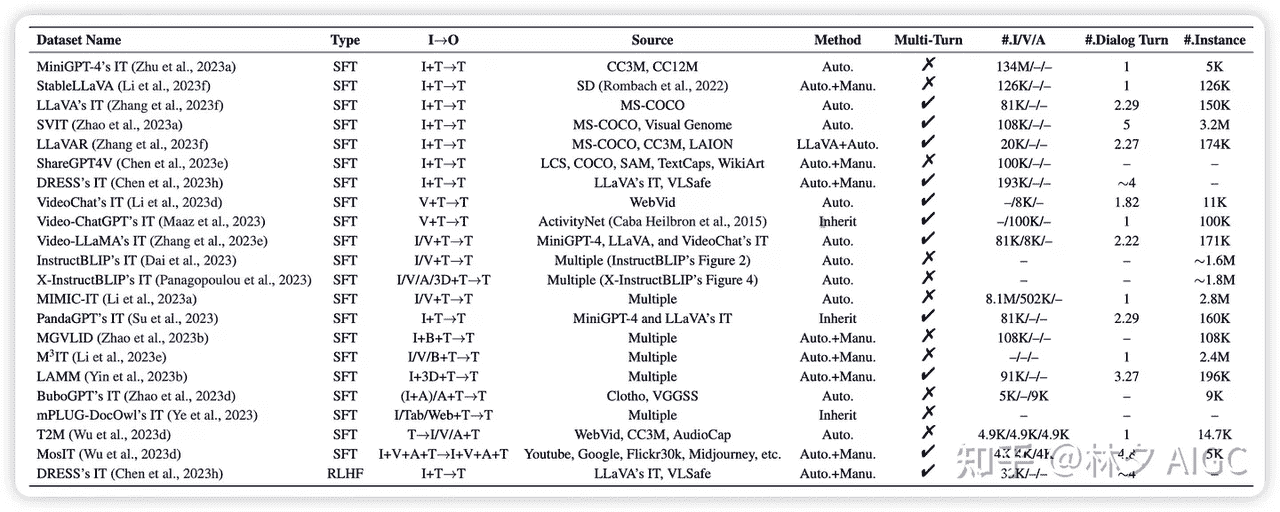 Dataset Name Type I→O Source Method Multi-Turn #.I/V/A #.Dialog Turn #.Instance
MiniGPT-4's IT (Zhu et al., 2023a) SFT I+T→T CC3M, CC12M Auto. ✗ 134M/–/– 1 5K
StableLLaVA (Li et al., 2023f) SFT I+T→T SD (Rombach et al., 2022) Auto.+Manu. ✗ 126K/–/– 1 126K
LLaVA's IT (Zhang et al., 2023f) SFT I+T→T MS-COCO Auto. ✓ 81K/–/– 2.29 150K
SVIT (Zhao et al., 2023a) SFT I+T→T MS-COCO, Visual Genome Auto. ✓ 108K/–/– 5 3.2M
LLaVAR (Zhang et al., 2023f) SFT I+T→T MS-COCO, CC3M, LAION LLaVA+Auto. ✓ 20K/–/– 2.27 174K
ShareGPT4V (Chen et al., 2023e) SFT I+T→T LCS, COCO, SAM, TextCaps, WikiArt Auto.+Manu. ✗ 100K/–/– – –
DRESS's IT (Chen et al., 2023h) SFT I+T→T LLaVA's IT, VLSafe Auto.+Manu. ✓ 193K/–/– ∼4 –
VideoChat's IT (Li et al., 2023d) SFT V+T→T WebVid Auto. ✓ –/8K/– 1.82 11K
Video-ChatGPT's IT (Maaz et al., 2023) SFT V+T→T ActivityNet (Caba Heilbron et al., 2015) Inherit ✓ –/100K/– 1 100K
Video-LLaMA's IT (Zhang et al., 2023e) SFT I/V+T→T MiniGPT-4, LLaVA, and VideoChat's IT Auto. ✓ 81K/8K/– 2.22 171K
InstructBLIP's IT (Dai et al., 2023) SFT I/V+T→T Multiple (InstructBLIP's Figure 2) Auto. ✗ – – ∼1.6M
X-InstructBLIP's IT (Panagopoulou et al., 2023) SFT I/V/A/3D+T→T Multiple (X-InstructBLIP's Figure 4) Auto. ✗ – – ∼1.8M
MIMIC-IT (Li et al., 2023a) SFT I/V+T→T Multiple Auto. ✗ 8.1M/502K/– 1 2.8M
PandaGPT's IT (Su et al., 2023) SFT I+T→T MiniGPT-4 and LLaVA's IT Inherit ✓ 81K/–/– 2.29 160K
MGVLID (Zhao et al., 2023b) SFT I+B+T→T Multiple Auto.+Manu. ✗ 108K/–/– – 108K
M³IT (Li et al., 2023e) SFT I/V/B+T→T Multiple Auto.+Manu. ✗ –/–/– 1 2.4M
LAMM (Yin et al., 2023b) SFT I+3D+T→T Multiple Auto.+Manu. ✓ 91K/–/– 3.27 196K
BuboGPT's IT (Zhao et al., 2023d) SFT (I+A)/A+T→T Clotho, VGGSS Auto. ✗ 5K/–/9K – 9K
mPLUG-DocOwl's IT (Ye et al., 2023) SFT I/Tab/Web+T→T Multiple Inherit ✗ – – –
T2M (Wu et al., 2023d) SFT T→I/V/A+T WebVid, CC3M, AudioCap Auto. ✗ 4.9K/4.9K/4.9K 1 14.7K
MosIT (Wu et al., 2023d) SFT I+V+A+T→I+V+A+T Youtube, Google, Flickr30k, Midjourney, etc. Auto.+Manu. ✓ 4.8 5K
DRESS's IT (Chen et al., 2023h) RLHF I+T→T LLaVA's IT, VLSafe Auto.+Manu. ✓ ∼4 –
知乎 @林夕 AIGC